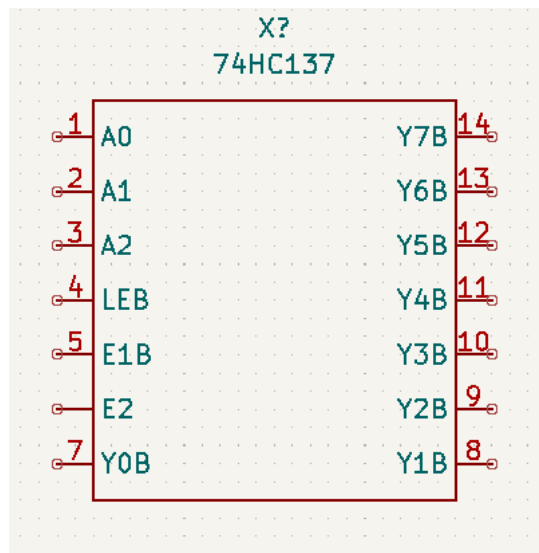 X?
74HC137
1 A0 Y7B 14
2 A1 Y6B 13
3 A2 Y5B 12
4 LEB Y4B 11
5 E1B Y3B 10
E2 Y2B 9
7 Y0B Y1B 8